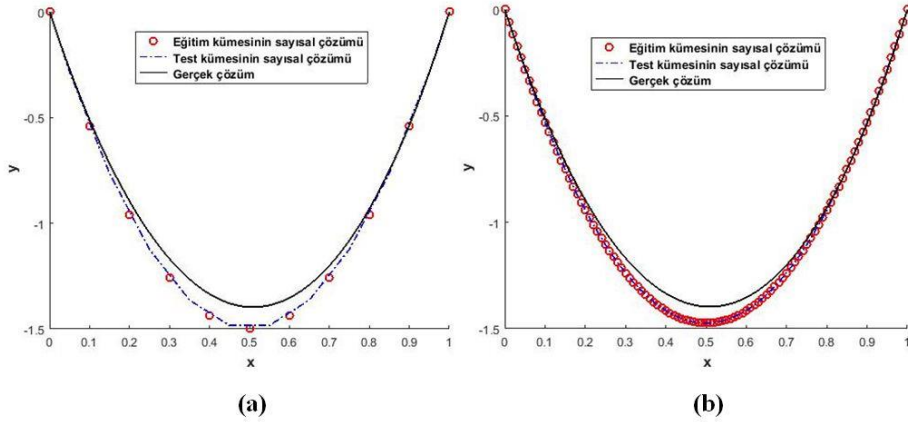 0
-0.5
-1
-1.5
y
0 0.1 0.2 0.3 0.4 0.5 0.6 0.7 0.8 0.9 1
x
Eğitim kümesinin sayısal çözümü
Test kümesinin sayısal çözümü
Gerçek çözüm
(a)
0
-0.5
-1
-1.5
y
0 0.1 0.2 0.3 0.4 0.5 0.6 0.7 0.8 0.9 1
x
Eğitim kümesinin sayısal çözümü
Test kümesinin sayısal çözümü
Gerçek çözüm
(b)